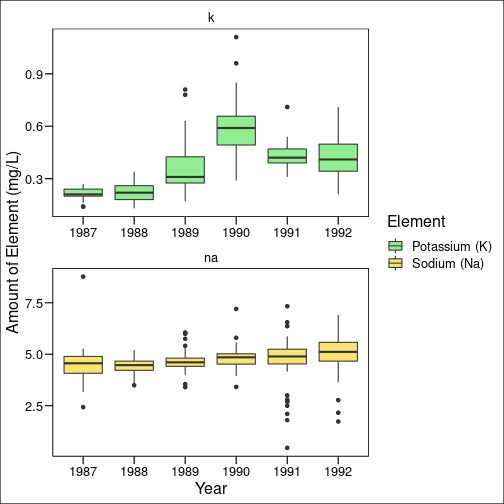 k
0.9
0.6
0.3
1987 1988 1989 1990 1991 1992
na
7.5
5.0
2.5
1987 1988 1989 1990 1991 1992
Year
Amount of Element (mg/L)
Element
Potassium (K)
Sodium (Na)